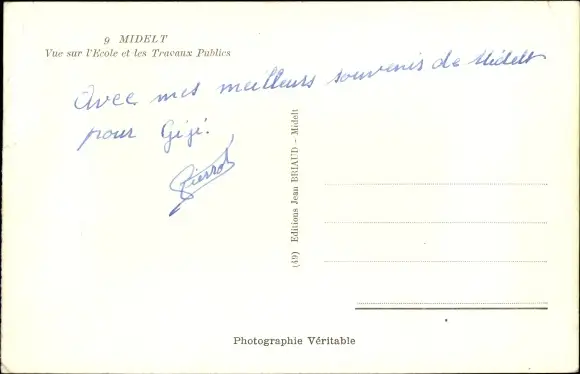 9 MIDELT
Vue sur l'Ecole et les Travaux Publics
Avec mes meilleurs souvenirs de Midelt
pour Gigi.
Pierrot
(49) Editions Jean BRIAUD - Midelt
Photographie Véritable